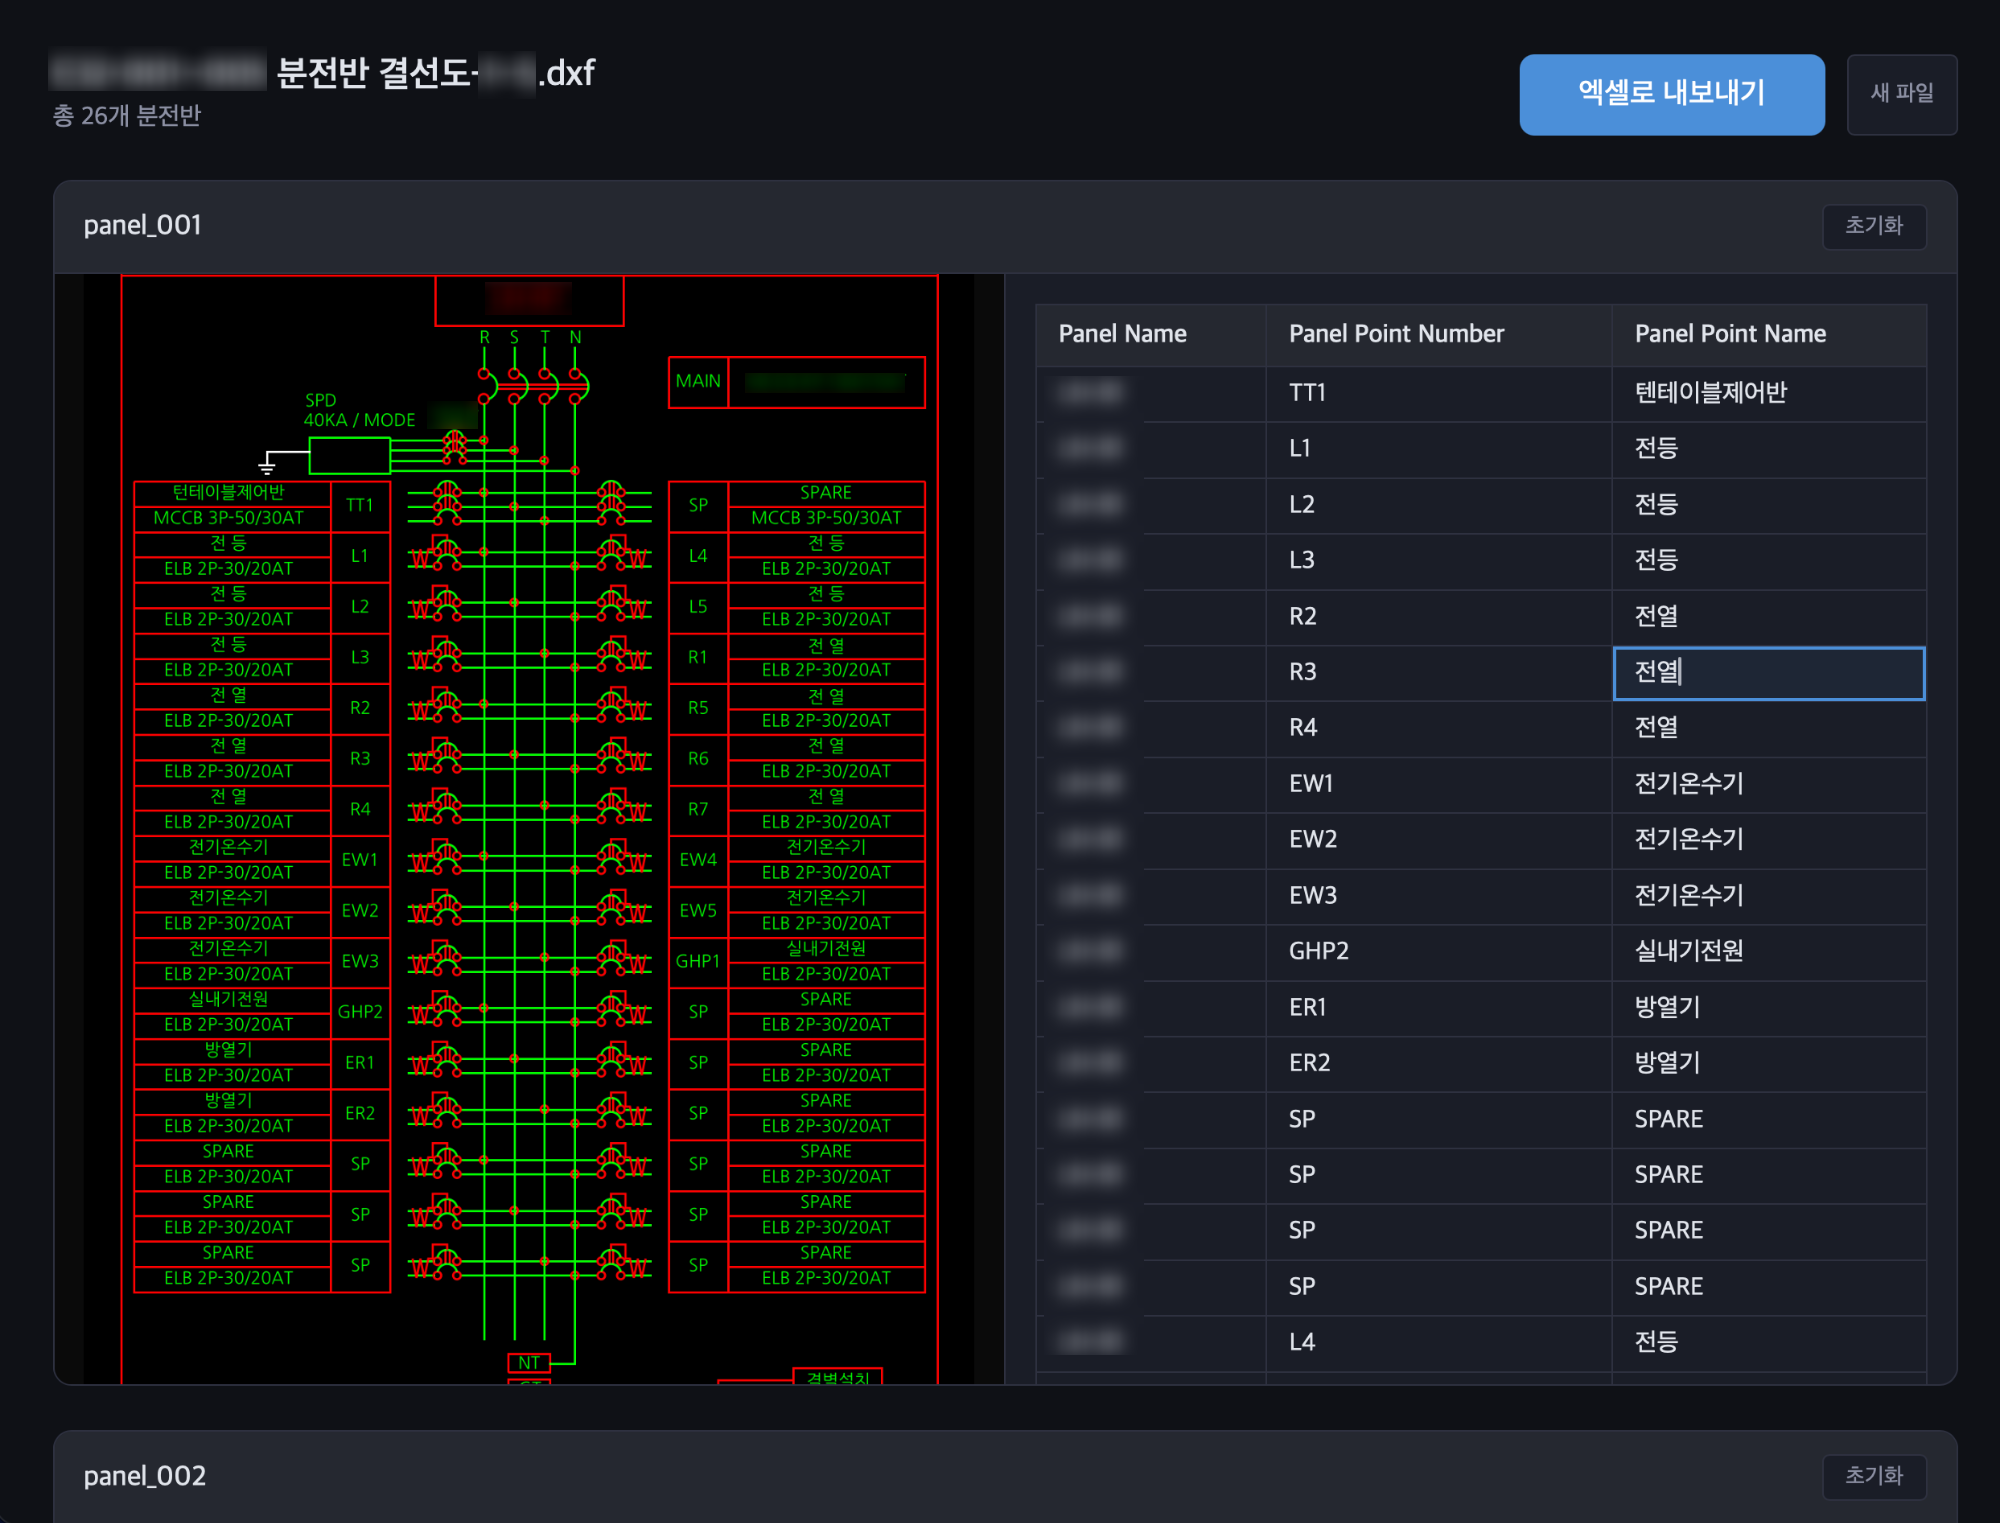 분전반 결선도- .dxf
총 26개 분전반
엑셀로 내보내기
새 파일
panel_001
초기화
R S T N
MAIN
SPD
40KA / MODE
턴테이블제어반
MCCB 3P-50/30AT
TT1
SP
SPARE
MCCB 3P-50/30AT
전 등
ELB 2P-30/20AT
L1
W W
L4
전 등
ELB 2P-30/20AT
전 등
ELB 2P-30/20AT
L2
W W
L5
전 등
ELB 2P-30/20AT
전 등
ELB 2P-30/20AT
L3
W W
R1
전 열
ELB 2P-30/20AT
전 열
ELB 2P-30/20AT
R2
W W
R5
전 열
ELB 2P-30/20AT
전 열
ELB 2P-30/20AT
R3
W W
R6
전 열
ELB 2P-30/20AT
전 열
ELB 2P-30/20AT
R4
W W
R7
전 열
ELB 2P-30/20AT
전기온수기
ELB 2P-30/20AT
EW1
W W
EW4
전기온수기
ELB 2P-30/20AT
전기온수기
ELB 2P-30/20AT
EW2
W W
EW5
전기온수기
ELB 2P-30/20AT
전기온수기
ELB 2P-30/20AT
EW3
W W
GHP1
실내기전원
ELB 2P-30/20AT
실내기전원
ELB 2P-30/20AT
GHP2
W W
SP
SPARE
ELB 2P-30/20AT
방열기
ELB 2P-30/20AT
ER1
W W
SP
SPARE
ELB 2P-30/20AT
방열기
ELB 2P-30/20AT
ER2
W W
SP
SPARE
ELB 2P-30/20AT
SPARE
ELB 2P-30/20AT
SP
W W
SP
SPARE
ELB 2P-30/20AT
SPARE
ELB 2P-30/20AT
SP
W W
SP
SPARE
ELB 2P-30/20AT
SPARE
ELB 2P-30/20AT
SP
W W
SP
SPARE
ELB 2P-30/20AT
NT
Panel Name Panel Point Number Panel Point Name
TT1 텐테이블제어반
L1 전등
L2 전등
L3 전등
R2 전열
R3 전열
R4 전열
EW1 전기온수기
EW2 전기온수기
EW3 전기온수기
GHP2 실내기전원
ER1 방열기
ER2 방열기
SP SPARE
SP SPARE
SP SPARE
SP SPARE
L4 전등
panel_002
초기화